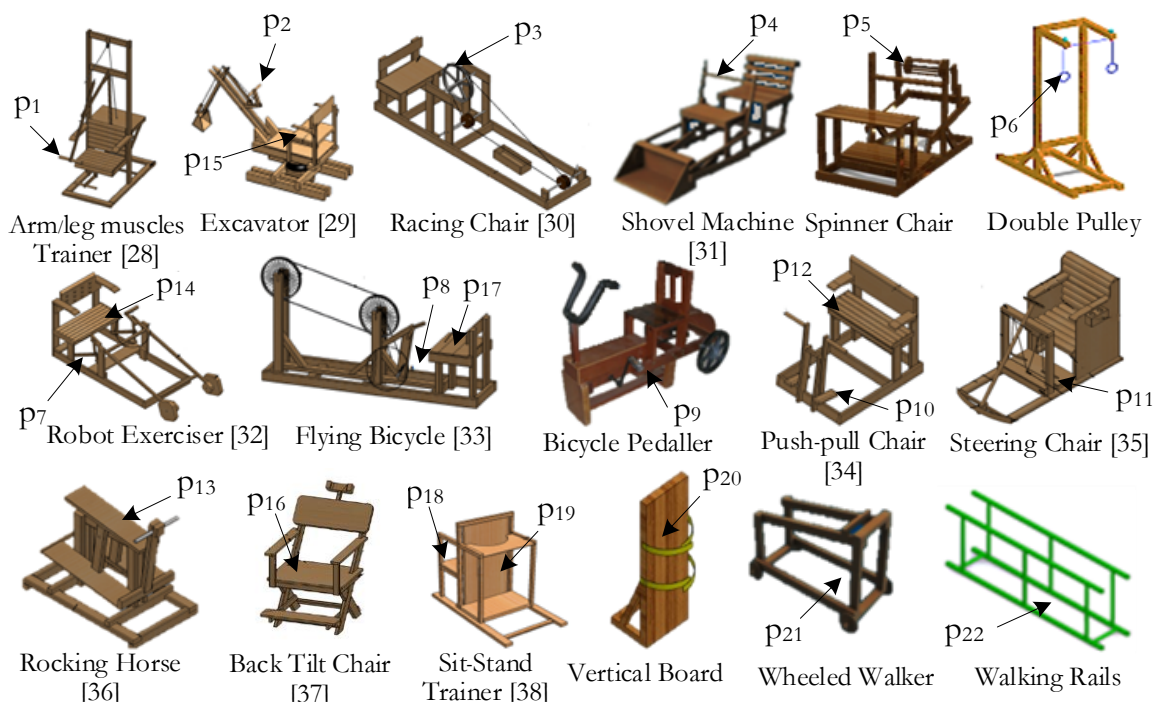 p1
p2
p15
p3
p4
p5
p6
Arm/leg muscles
Trainer [28]
Excavator [29]
Racing Chair [30]
Shovel Machine
[31]
Spinner Chair
Double Pulley
p14
p7
Robot Exerciser [32]
p8
p17
Flying Bicycle [33]
p9
Bicycle Pedaller
p12
p10
Push-pull Chair
[34]
p11
Steering Chair [35]
p13
Rocking Horse
[36]
p16
Back Tilt Chair
[37]
p18
p19
Sit-Stand
Trainer [38]
p20
Vertical Board
p21
Wheeled Walker
p22
Walking Rails